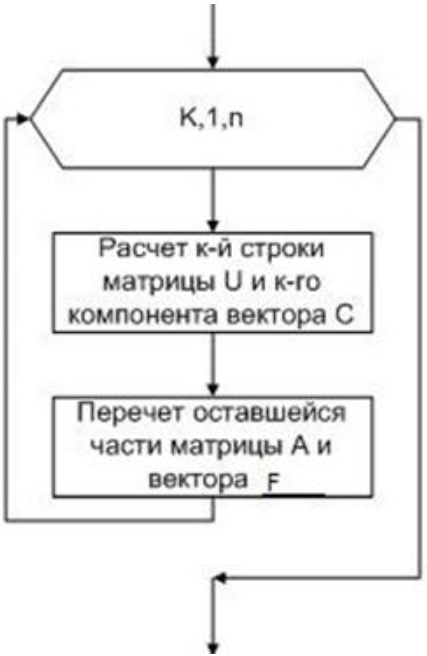 K,1,n
Расчет к-й строки
матрицы U и к-го
компонента вектора С
Перечет оставшейся
части матрицы А и
вектора F